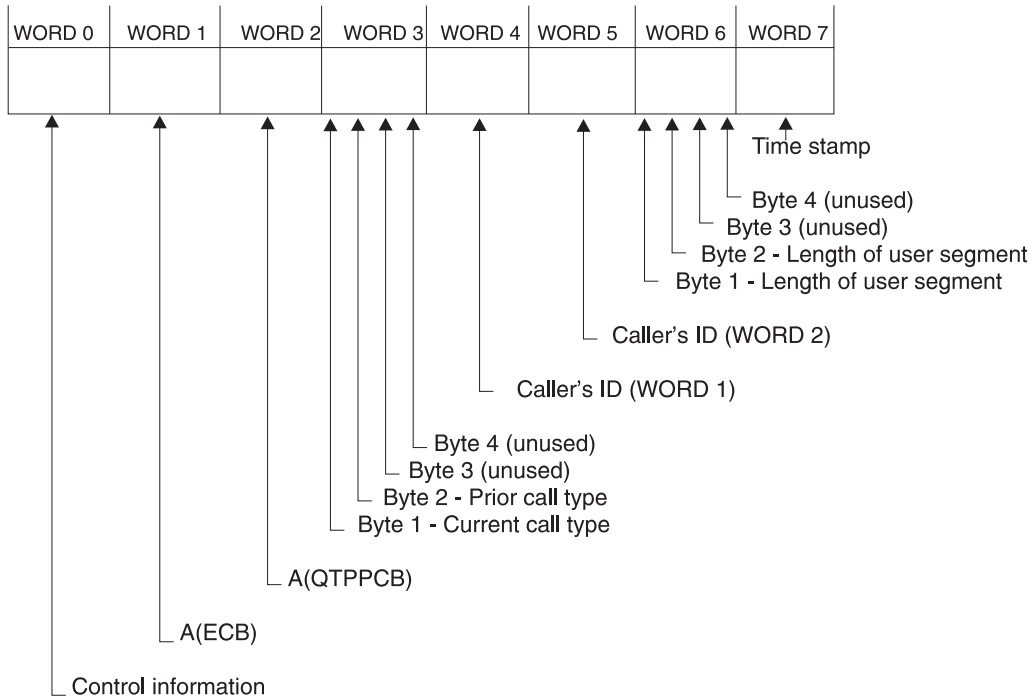 WORD 0 WORD 1 WORD 2 WORD 3 WORD 4 WORD 5 WORD 6 WORD 7
Time stamp
Byte 4 (unused)
Byte 3 (unused)
Byte 2 - Length of user segment
Byte 1 - Length of user segment
Caller's ID (WORD 2)
Caller's ID (WORD 1)
Byte 4 (unused)
Byte 3 (unused)
Byte 2 - Prior call type
Byte 1 - Current call type
A(QTPPCB)
A(ECB)
Control information